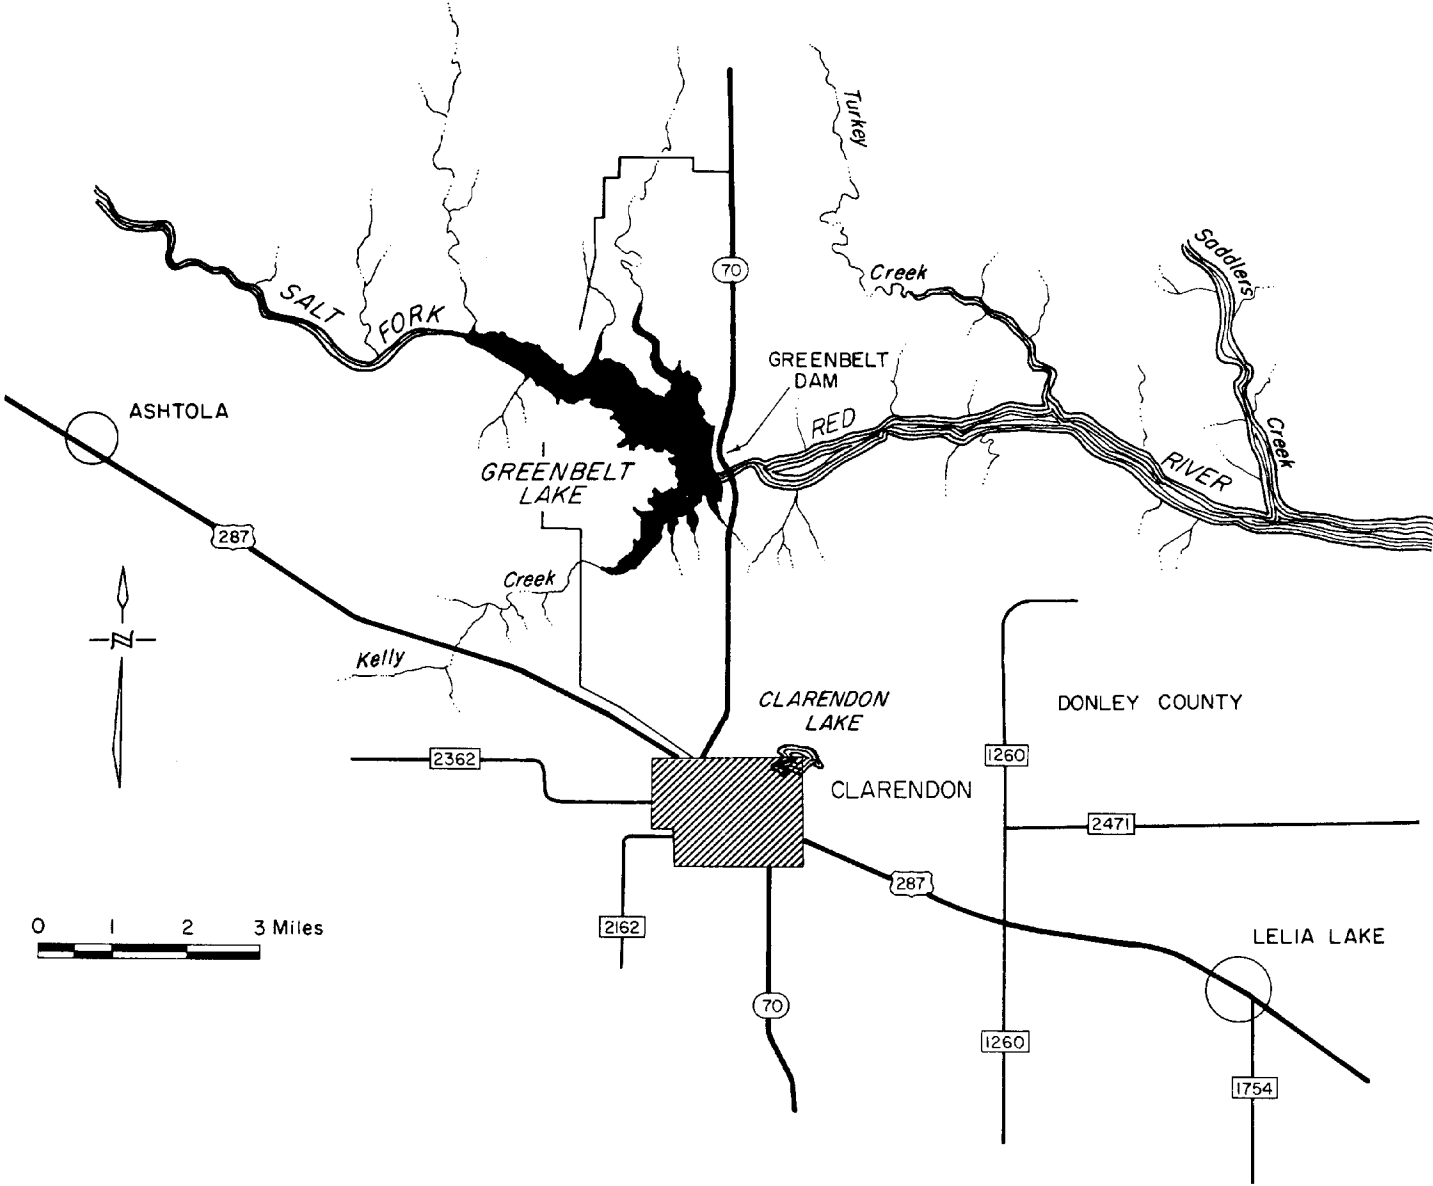 Turkey
Creek
Saddlers
Creek
70
SALT FORK
GREENBELT
DAM
RED
RIVER
ASHTOLA
GREENBELT
LAKE
287
Creek
Kelly
N
CLARENDON
LAKE
DONLEY COUNTY
2362
1260
CLARENDON
2471
287
2162
0 1 2 3 Miles
LELIA LAKE
70
1260
1754